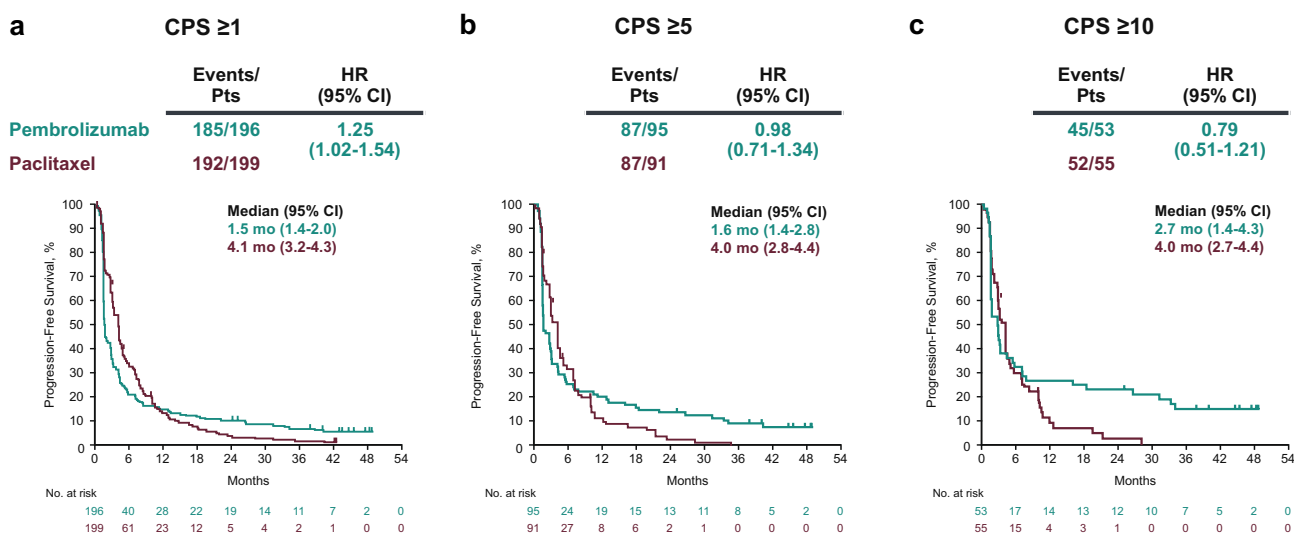 a CPS ≥1
Events/ HR
Pts (95% CI)
Pembrolizumab 185/196 1.25
(1.02-1.54)
Paclitaxel 192/199
Median (95% CI)
1.5 mo (1.4-2.0)
4.1 mo (3.2-4.3)
Progression-Free Survival, %
100
90
80
70
60
50
40
30
20
10
0
0 6 12 18 24 30 36 42 48 54
Months
No. at risk
196 40 28 22 19 14 11 7 2 0
199 61 23 12 5 4 2 1 0 0
b CPS ≥5
Events/ HR
Pts (95% CI)
87/95 0.98
(0.71-1.34)
87/91
Median (95% CI)
1.6 mo (1.4-2.8)
4.0 mo (2.8-4.4)
Progression-Free Survival, %
100
90
80
70
60
50
40
30
20
10
0
0 6 12 18 24 30 36 42 48 54
Months
No. at risk
95 24 19 15 13 11 8 5 2 0
91 27 8 6 2 1 0 0 0 0
c CPS ≥10
Events/ HR
Pts (95% CI)
45/53 0.79
(0.51-1.21)
52/55
Median (95% CI)
2.7 mo (1.4-4.3)
4.0 mo (2.7-4.4)
Progression-Free Survival, %
100
90
80
70
60
50
40
30
20
10
0
0 6 12 18 24 30 36 42 48 54
Months
No. at risk
53 17 14 13 12 10 7 5 2 0
55 15 4 3 1 0 0 0 0 0